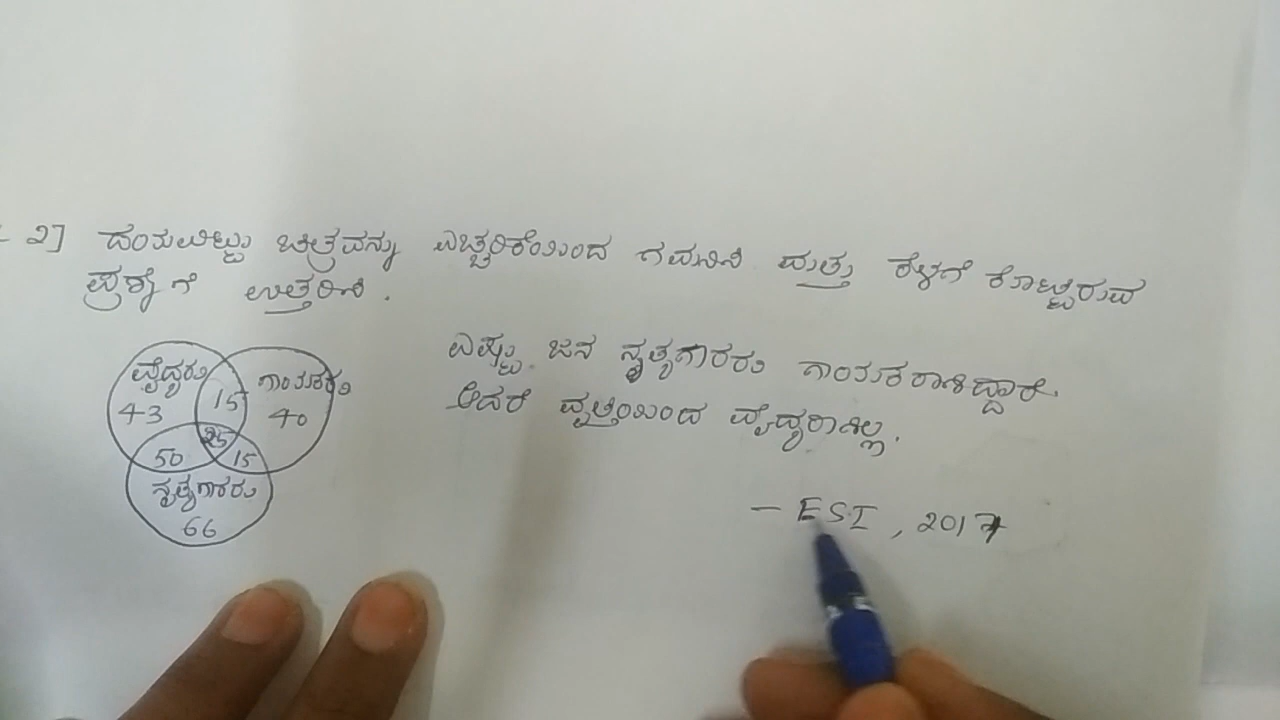 2] ದಯಮಾಡಿ ಚಿತ್ರವನ್ನು ಎಚ್ಚರಿಕೆಯಿಂದ ಗಮನಿಸಿ ಮತ್ತು ಕೆಳಗೆ ಕೊಟ್ಟಿರುವ
ಪ್ರಶ್ನೆಗೆ ಉತ್ತರಿಸಿ.
ಎಷ್ಟು ಜನ ನೃತ್ಯಗಾರರು ಗಾಯಕರಾಗಿದ್ದಾರೆ.
ಆದರೆ ವೃತ್ತಿಯಿಂದ ವೈದ್ಯರಾಗಿಲ್ಲ.
ವೈದ್ಯರು ಗಾಯಕರು
43 15 40
25
50 15
ನೃತ್ಯಗಾರರು
66
- ESI, 2017